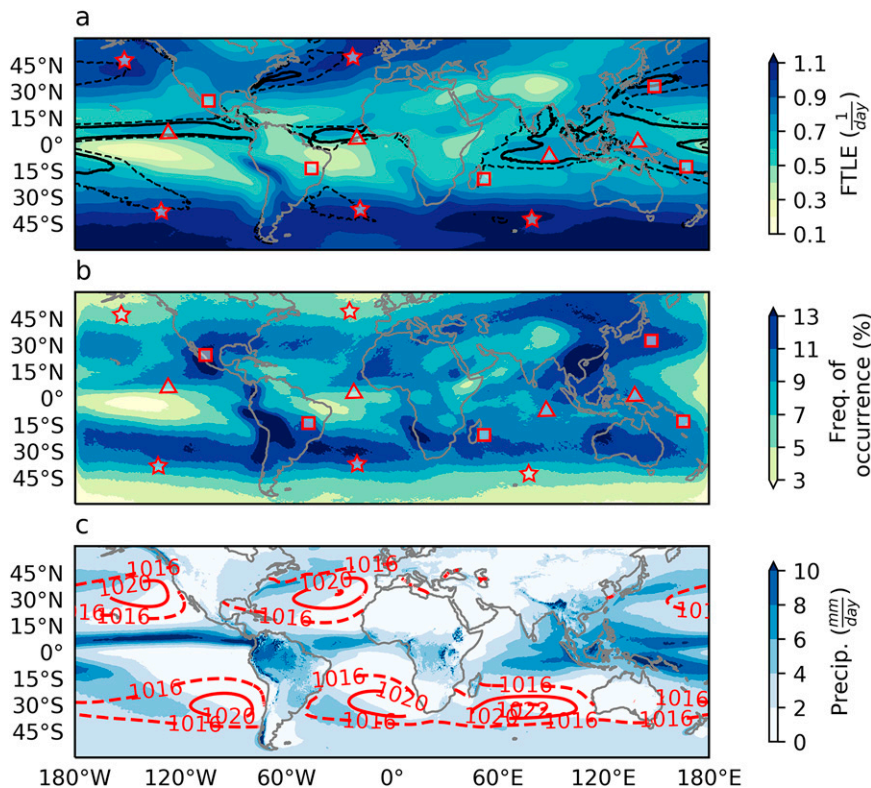 a
45°N
30°N
15°N
0°
15°S
30°S
45°S
1.1
0.9
0.7
0.5
0.3
0.1
FTLE (1/day)
b
45°N
30°N
15°N
0°
15°S
30°S
45°S
13
11
9
7
5
3
Freq. of
occurrence (%)
c
45°N
30°N
15°N
0°
15°S
30°S
45°S
1016
1020
1016
1016
1016
1020
1016
1016
1016
1020
1016
1016
1020
1016
1020
1022
1016
1016
10
8
6
4
2
0
Precip. (mm/day)
180°W
120°W
60°W
0°
60°E
120°E
180°E